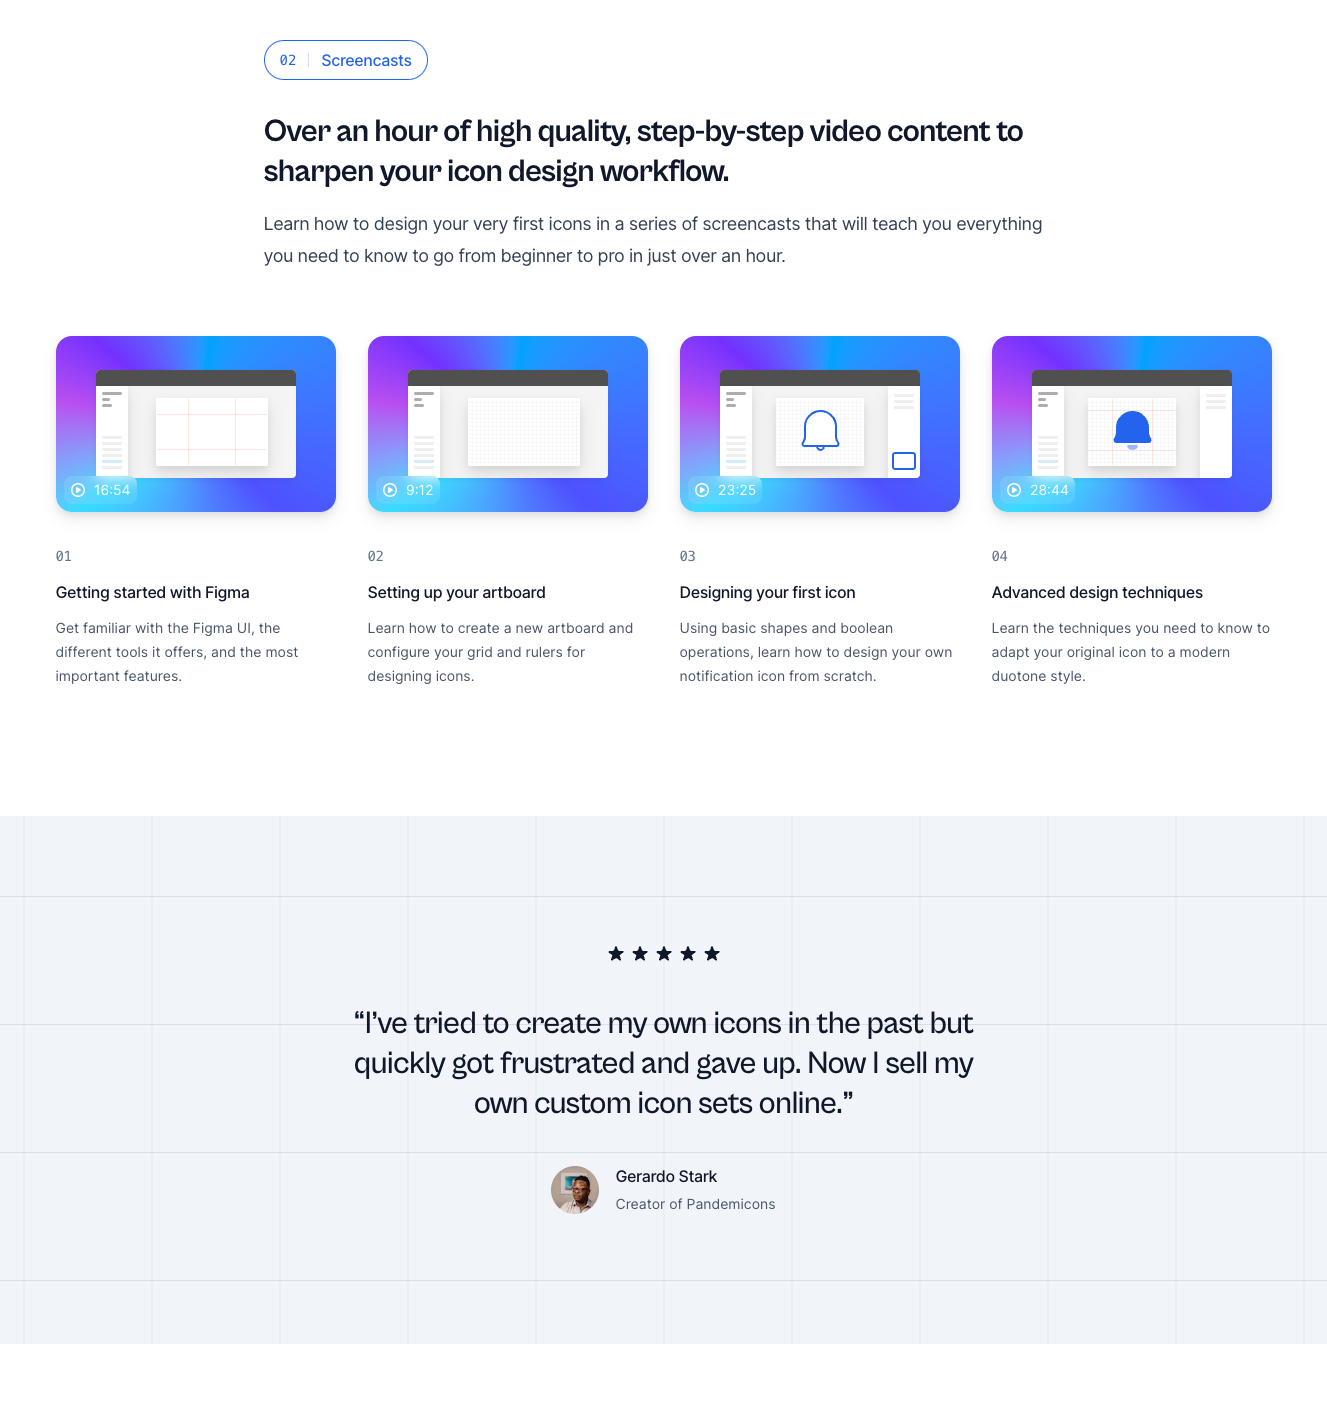 02 Screencasts
Over an hour of high quality, step-by-step video content to
sharpen your icon design workflow.
Learn how to design your very first icons in a series of screencasts that will teach you everything
you need to know to go from beginner to pro in just over an hour.
16:54
01
Getting started with Figma
Get familiar with the Figma UI, the
different tools it offers, and the most
important features.
9:12
02
Setting up your artboard
Learn how to create a new artboard and
configure your grid and rulers for
designing icons.
23:25
03
Designing your first icon
Using basic shapes and boolean
operations, learn how to design your own
notification icon from scratch.
28:44
04
Advanced design techniques
Learn the techniques you need to know to
adapt your original icon to a modern
duotone style.
“I’ve tried to create my own icons in the past but
quickly got frustrated and gave up. Now I sell my
own custom icon sets online.”
Gerardo Stark
Creator of Pandemicons